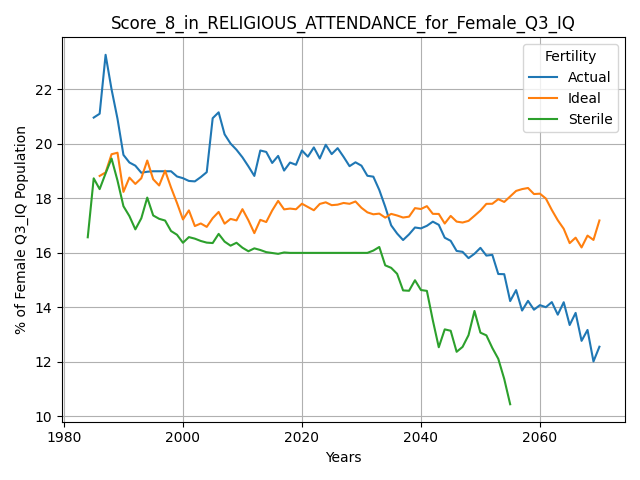 Score_8_in_RELIGIOUS_ATTENDANCE_for_Female_Q3_IQ
Fertility
Actual
Ideal
Sterile
% of Female Q3_IQ Population
22
20
18
16
14
12
10
1980
2000
2020
2040
2060
Years